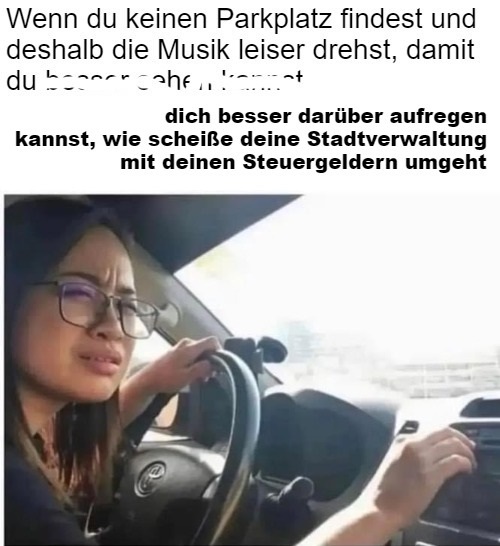 Wenn du keinen Parkplatz findest und
deshalb die Musik leiser drehst, damit
du
dich besser darüber aufregen
kannst, wie scheiße deine Stadtverwaltung
mit deinen Steuergeldern umgeht